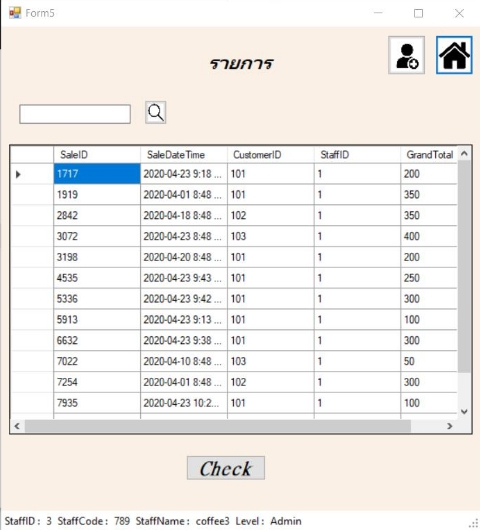 Form5
รายการ
SaleID SaleDateTime CustomerID StaffID GrandTotal
1717 2020-04-23 9:18 ... 101 1 200
1919 2020-04-01 8:48 ... 101 1 350
2842 2020-04-18 8:48 ... 102 1 350
3072 2020-04-23 8:48 ... 103 1 400
3198 2020-04-20 8:48 ... 101 1 200
4535 2020-04-23 9:43 ... 101 1 250
5336 2020-04-23 9:42 ... 101 1 300
5913 2020-04-23 9:13 ... 101 1 100
6632 2020-04-23 9:38 ... 101 1 300
7022 2020-04-10 8:48 ... 103 1 50
7254 2020-04-01 8:48 ... 102 1 300
7935 2020-04-23 10:2... 101 1 100
Check
StaffID : 3 StaffCode : 789 StaffName : coffee3 Level : Admin